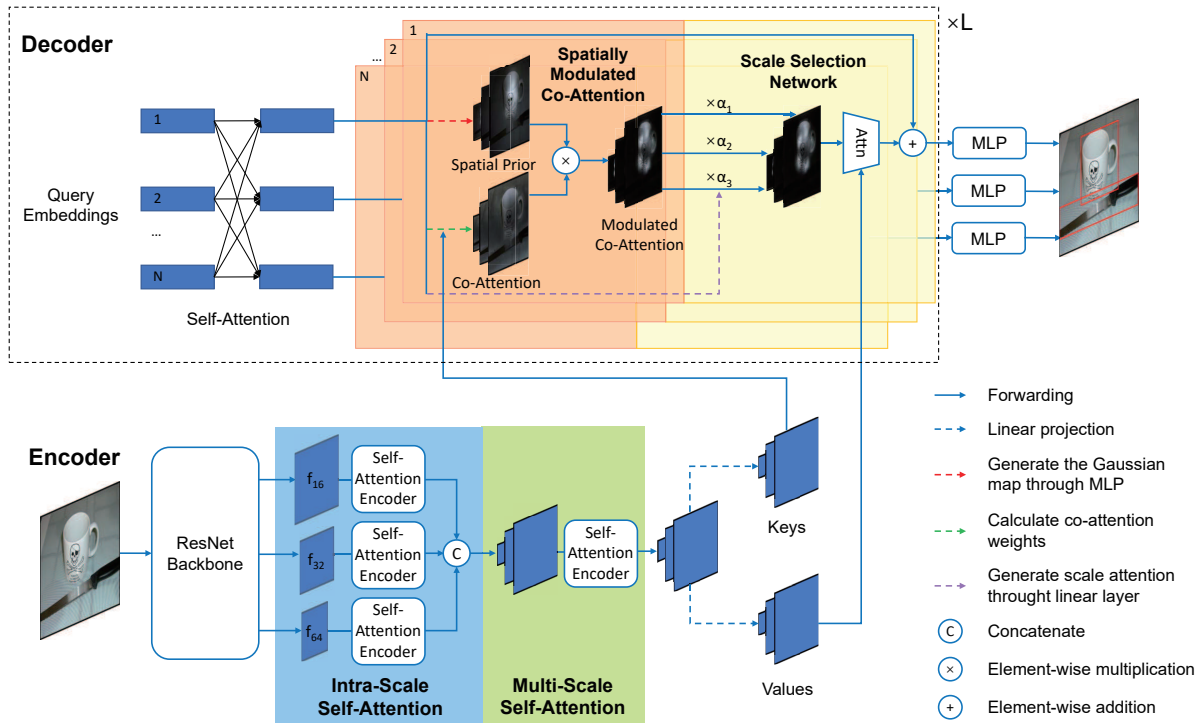 Decoder
×L
1
2
...
N
Spatially
Modulated
Co-Attention
Scale Selection
Network
1
2
...
N
Query
Embeddings
Self-Attention
Spatial Prior
×
Co-Attention
Modulated
Co-Attention
×α1
×α2
×α3
Attn
+
MLP
MLP
MLP
Encoder
ResNet
Backbone
f16
f32
f64
Self-
Attention
Encoder
Self-
Attention
Encoder
Self-
Attention
Encoder
C
Self-
Attention
Encoder
Intra-Scale
Self-Attention
Multi-Scale
Self-Attention
Keys
Values
Forwarding
Linear projection
Generate the Gaussian
map through MLP
Calculate co-attention
weights
Generate scale attention
throught linear layer
C
Concatenate
×
Element-wise multiplication
+
Element-wise addition